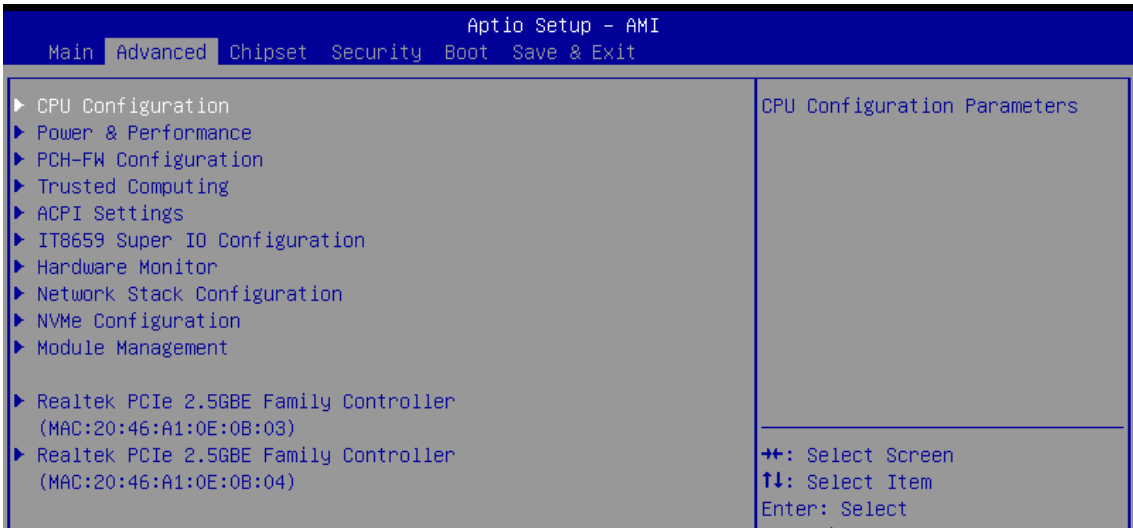 Aptio Setup – AMI
Main Advanced Chipset Security Boot Save & Exit
CPU Configuration
Power & Performance
PCH-FW Configuration
Trusted Computing
ACPI Settings
IT8659 Super IO Configuration
Hardware Monitor
Network Stack Configuration
NVMe Configuration
Module Management
Realtek PCIe 2.5GBE Family Controller
(MAC:20:46:A1:0E:0B:03)
Realtek PCIe 2.5GBE Family Controller
(MAC:20:46:A1:0E:0B:04)
CPU Configuration Parameters
→←: Select Screen
↑↓: Select Item
Enter: Select